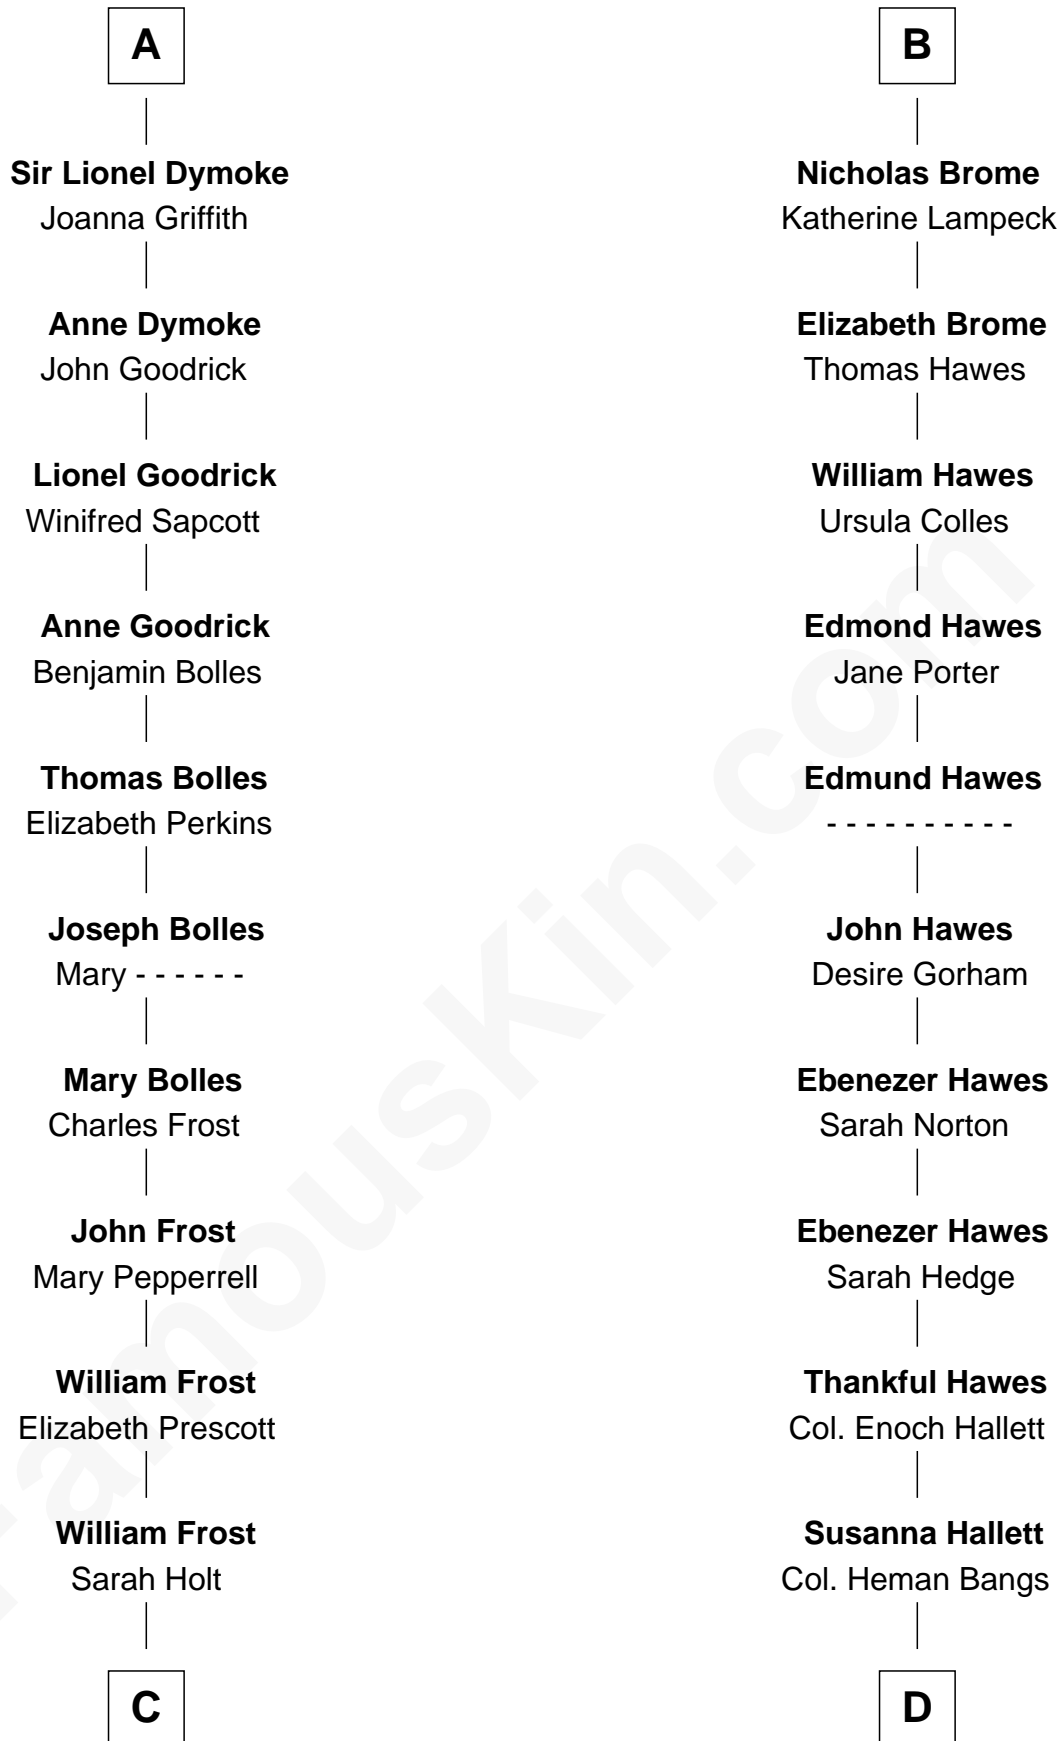 A
Sir Lionel Dymoke
Joanna Griffith
Anne Dymoke
John Goodrick
Lionel Goodrick
Winifred Sapcott
Anne Goodrick
Benjamin Bolles
Thomas Bolles
Elizabeth Perkins
Joseph Bolles
Mary - - - - - -
Mary Bolles
Charles Frost
John Frost
Mary Pepperrell
William Frost
Elizabeth Prescott
William Frost
Sarah Holt
C
B
Nicholas Brome
Katherine Lampeck
Elizabeth Brome
Thomas Hawes
William Hawes
Ursula Colles
Edmond Hawes
Jane Porter
Edmund Hawes
- - - - - - - - - -
John Hawes
Desire Gorham
Ebenezer Hawes
Sarah Norton
Ebenezer Hawes
Sarah Hedge
Thankful Hawes
Col. Enoch Hallett
Susanna Hallett
Col. Heman Bangs
D
FamousKin.com